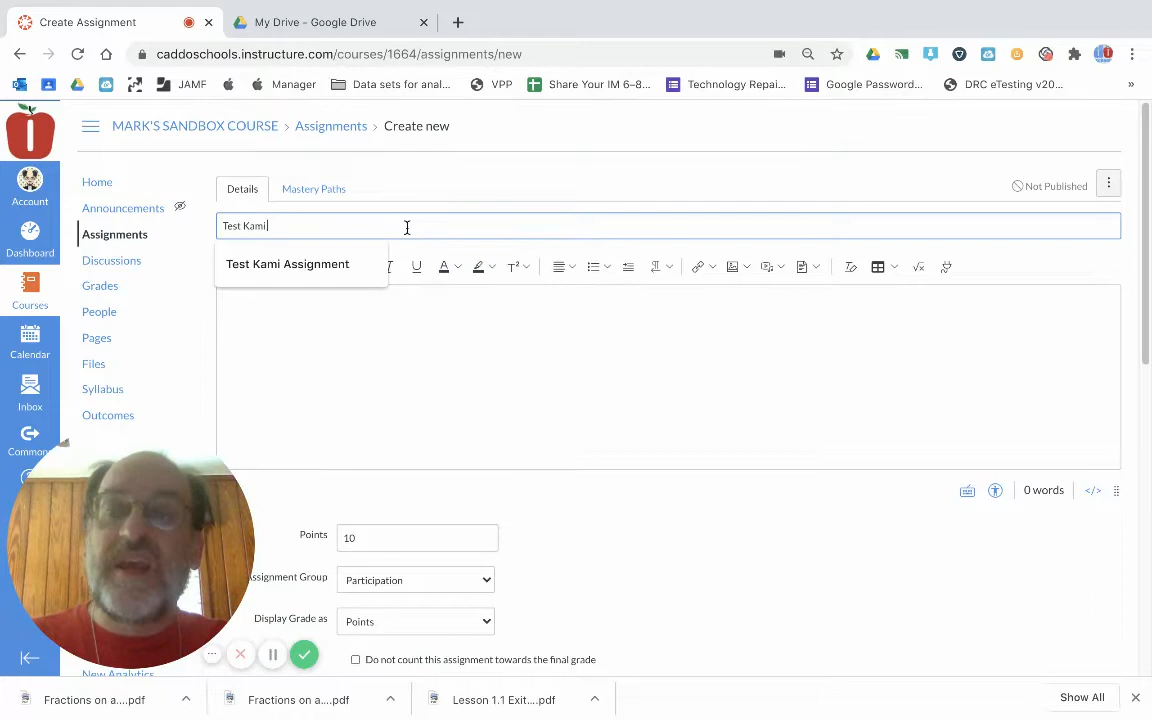 Create Assignment
My Drive - Google Drive
caddoschools.instructure.com/courses/1664/assignments/new
JAMF
Manager
Data sets for anal...
VPP
Share Your IM 6–8...
Technology Repai...
Google Password...
DRC eTesting v20...
»
MARK'S SANDBOX COURSE > Assignments > Create new
Account
Dashboard
Courses
Calendar
Inbox
Common
Home
Announcements
Assignments
Discussions
Grades
People
Pages
Files
Syllabus
Outcomes
New Analytics
Details
Mastery Paths
Not Published
Test Kami
Test Kami Assignment
0 words
</>
Points
10
Assignment Group
Participation
Display Grade as
Points
Do not count this assignment towards the final grade
Fractions on a....pdf
Fractions on a....pdf
Lesson 1.1 Exit....pdf
Show All